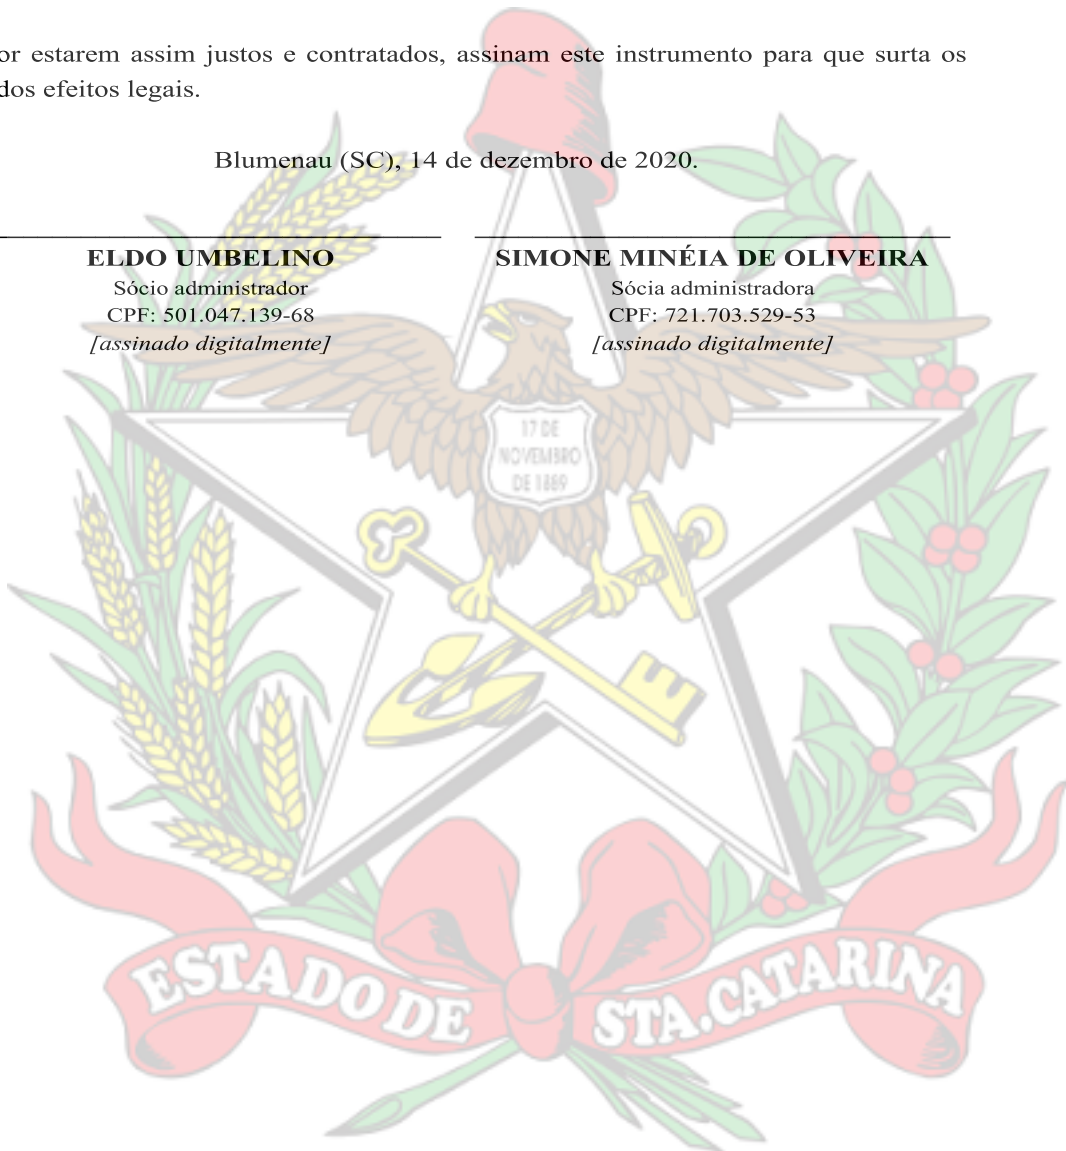 or estarem assim justos e contratados, assinam este instrumento para que surta os
dos efeitos legais.
Blumenau (SC), 14 de dezembro de 2020.
ELDO UMBELINO
Sócio administrador
CPF: 501.047.139-68
[assinado digitalmente]
SIMONE MINÉIA DE OLIVEIRA
Sócia administradora
CPF: 721.703.529-53
[assinado digitalmente]
17 DE
NOVEMBRO
DE 1889
ESTADO DE STA.CATARINA